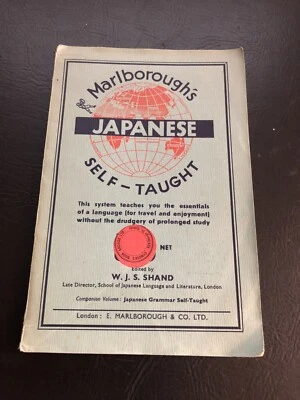 Marlborough's
JAPANESE
SELF-TAUGHT
This system teaches you the essentials
of a language (for travel and enjoyment)
without the drudgery of prolonged study
NET
Edited by
W. J. S. SHAND
Late Director, School of Japanese Language and Literature, London
Companion Volume: Japanese Grammar Self-Taught
London: E. MARLBOROUGH & CO. LTD.